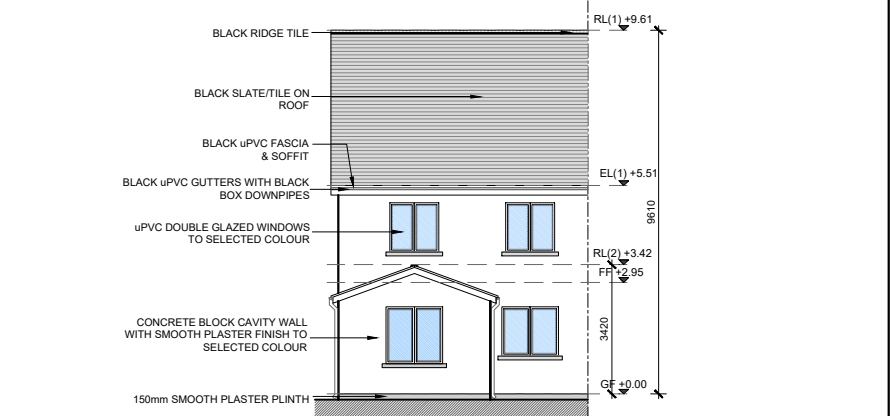 RL(1) +9.61
BLACK RIDGE TILE
BLACK SLATE/TILE ON
ROOF
BLACK uPVC FASCIA
& SOFFIT
EL(1) +5.51
BLACK uPVC GUTTERS WITH BLACK
BOX DOWNPIPES
9610
uPVC DOUBLE GLAZED WINDOWS
TO SELECTED COLOUR
RL(2) +3.42
FF +2.95
3420
CONCRETE BLOCK CAVITY WALL
WITH SMOOTH PLASTER FINISH TO
SELECTED COLOUR
GF +0.00
150mm SMOOTH PLASTER PLINTH